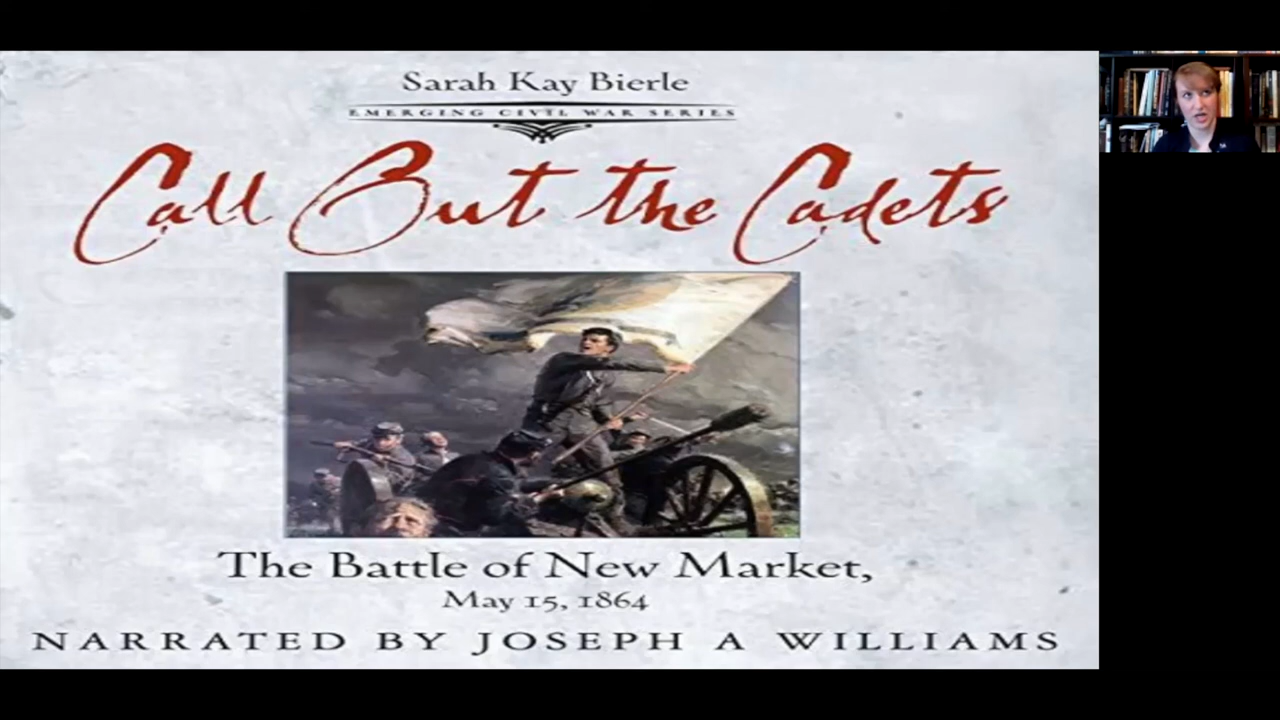 Sarah Kay Bierle
EMERGING CIVIL WAR SERIES
Call Out the Cadets
The Battle of New Market,
May 15, 1864
NARRATED BY JOSEPH A WILLIAMS